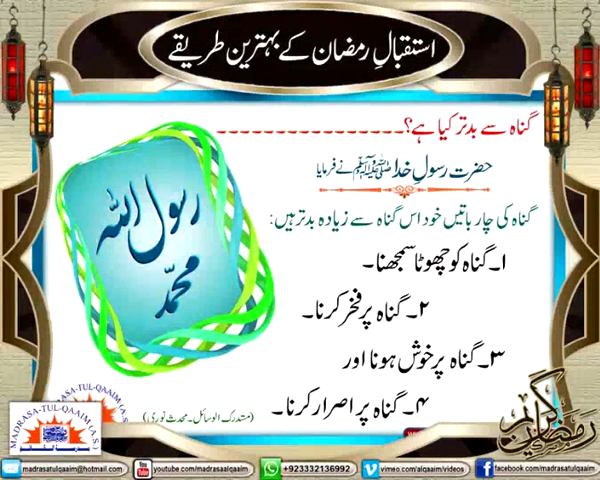 استقبالِ رمضان کے بہترین طریقے
گناہ سے بدتر کیا ہے؟
حضرت رسولِ خدا ﷺ نے فرمایا
گناہ کی چار باتیں خود اس گناہ سے زیادہ بدتر ہیں:
۱۔ گناہ کو چھوٹا سمجھنا۔
۲۔ گناہ پر فخر کرنا۔
۳۔ گناہ پر خوش ہونا اور
۴۔ گناہ پر اصرار کرنا۔
(مستدرک الوسائل۔ محدث نوری)
رسول اللہ
محمد
رمضان کریم
MADRASA-TUL-QAAIM (A.S.)
madrasatulqaaim@hotmail.com
youtube.com/madrasaalqaim
+923332136992
vimeo.com/alqaaim/videos
facebook.com/madrasatulqaaim